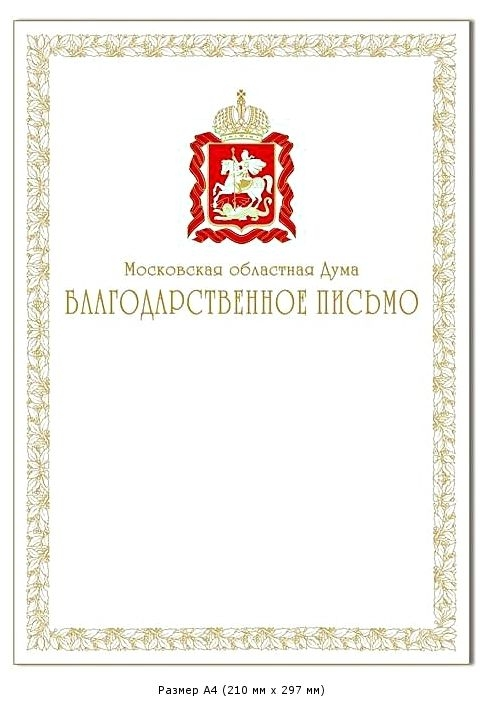 Московская областная Дума
БЛАГОДАРСТВЕННОЕ ПИСЬМО
Размер А4 (210 мм x 297 мм)